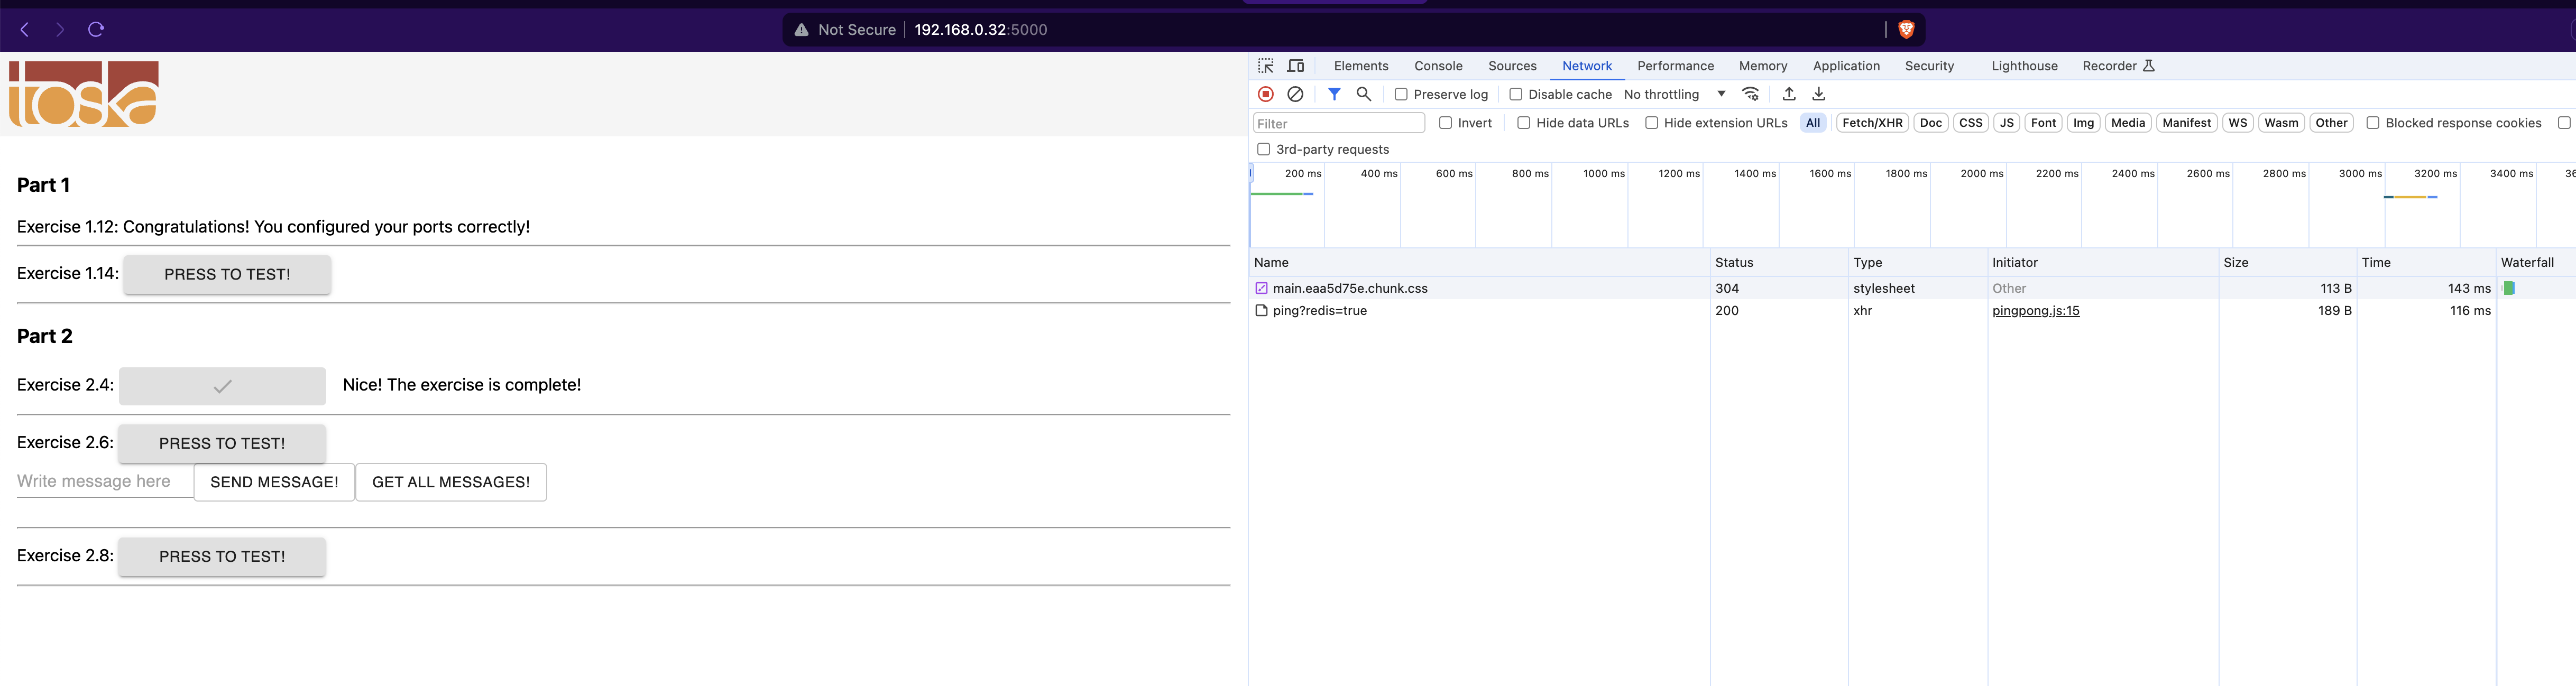 Not Secure 192.168.0.32:5000
toska
Part 1
Exercise 1.12: Congratulations! You configured your ports correctly!
Exercise 1.14: PRESS TO TEST!
Part 2
Exercise 2.4: Nice! The exercise is complete!
Exercise 2.6: PRESS TO TEST!
Write message here SEND MESSAGE! GET ALL MESSAGES!
Exercise 2.8: PRESS TO TEST!
Elements Console Sources Network Performance Memory Application Security Lighthouse Recorder
Preserve log Disable cache No throttling
Filter Invert Hide data URLs Hide extension URLs All Fetch/XHR Doc CSS JS Font Img Media Manifest WS Wasm Other Blocked response cookies
3rd-party requests
200 ms 400 ms 600 ms 800 ms 1000 ms 1200 ms 1400 ms 1600 ms 1800 ms 2000 ms 2200 ms 2400 ms 2600 ms 2800 ms 3000 ms 3200 ms 3400 ms
Name Status Type Initiator Size Time Waterfall
main.eaa5d75e.chunk.css 304 stylesheet Other 113 B 143 ms
ping?redis=true 200 xhr pingpong.js:15 189 B 116 ms